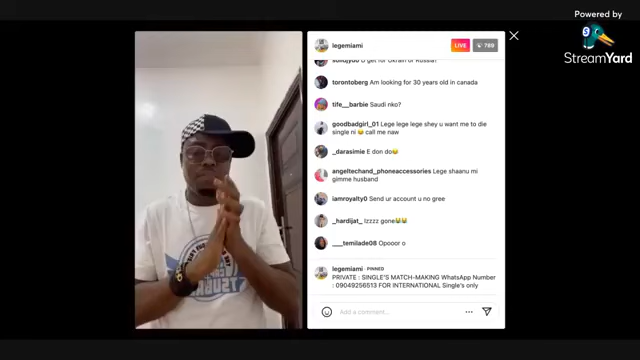 Powered by
StreamYard
legemiami
LIVE
789
torontoberg Am looking for 30 years old in canada
tife__barbie Saudi nko?
goodbadgirl_01 Lege lege lege shey u want me to die
single ni 😂 call me naw
_darasimie E don do😂
angeltechand_phoneaccessories Lege shaanu mi
gimme husband
iamroyalty0 Send ur account u no gree
_hardijat_ Izzzz gone😭😭
____temilade08 Opooor o
legemiami · PINNED
PRIVATE : SINGLE'S MATCH-MAKING WhatsApp Number
: 09049256513 FOR INTERNATIONAL Single's only
Add a comment...